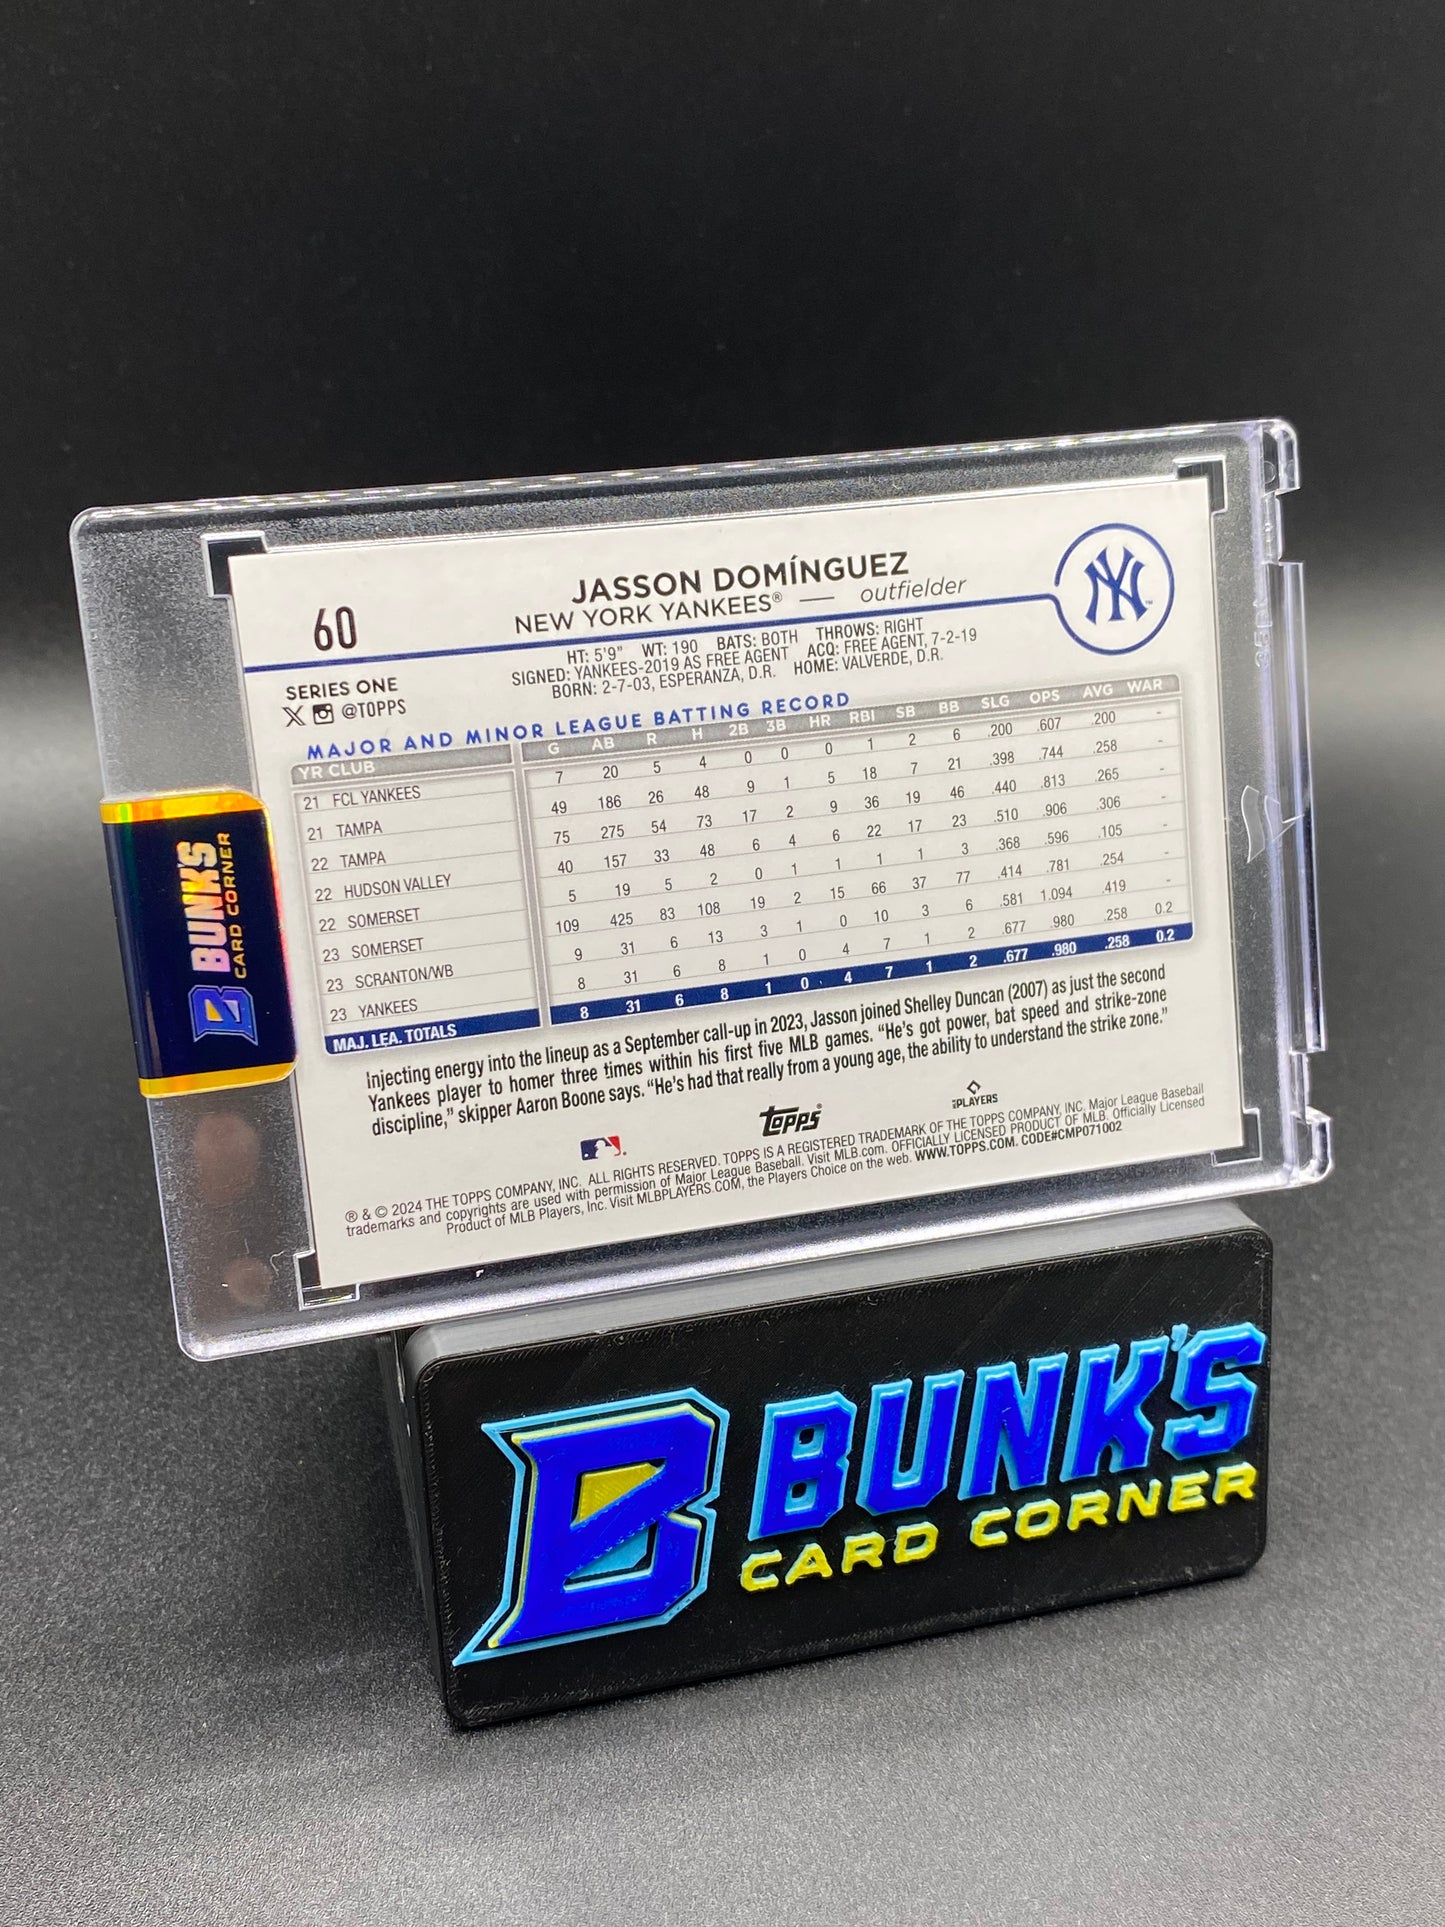 60
JASSON DOMÍNGUEZ
NEW YORK YANKEES® — outfielder
NY
HT: 5'9" WT: 190 BATS: BOTH THROWS: RIGHT
SIGNED: YANKEES-2019 AS FREE AGENT ACQ: FREE AGENT, 7-2-19
BORN: 2-7-03, ESPERANZA, D.R. HOME: VALVERDE, D.R.
SERIES ONE
X @TOPPS
MAJOR AND MINOR LEAGUE BATTING RECORD
YR CLUB G AB R H 2B 3B HR RBI SB BB SLG OPS AVG WAR
21 FCL YANKEES 7 20 5 4 0 0 0 1 2 6 .200 .607 .200 -
21 TAMPA 49 186 26 48 9 1 5 18 7 21 .398 .744 .258 -
22 TAMPA 75 275 54 73 17 2 9 36 19 46 .440 .813 .265 -
22 HUDSON VALLEY 40 157 33 48 6 4 6 22 17 23 .510 .906 .306 -
22 SOMERSET 5 19 5 2 0 1 1 1 1 3 .368 .596 .105 -
23 SOMERSET 109 425 83 108 19 2 15 66 37 77 .414 .781 .254 -
23 SCRANTON/WB 9 31 6 13 3 1 0 10 3 6 .581 1.094 .419 -
23 YANKEES 8 31 6 8 1 0 4 7 1 2 .677 .980 .258 0.2
MAJ. LEA. TOTALS 8 31 6 8 1 0 4 7 1 2 .677 .980 .258 0.2
Injecting energy into the lineup as a September call-up in 2023, Jasson joined Shelley Duncan (2007) as just the second
Yankees player to homer three times within his first five MLB games. "He's got power, bat speed and strike-zone
discipline," skipper Aaron Boone says. "He's had that really from a young age, the ability to understand the strike zone."
Topps®
PLAYERS
® & © 2024 THE TOPPS COMPANY, INC. ALL RIGHTS RESERVED. TOPPS IS A REGISTERED TRADEMARK OF THE TOPPS COMPANY, INC. Major League Baseball
trademarks and copyrights are used with permission of Major League Baseball. Visit MLB.com. OFFICIALLY LICENSED PRODUCT OF MLB. Officially Licensed
Product of MLB Players, Inc. Visit MLBPLAYERS.COM, the Players Choice on the web. WWW.TOPPS.COM. CODE#CMP071002
B BUNK'S
CARD CORNER
B BUNK'S
CARD CORNER